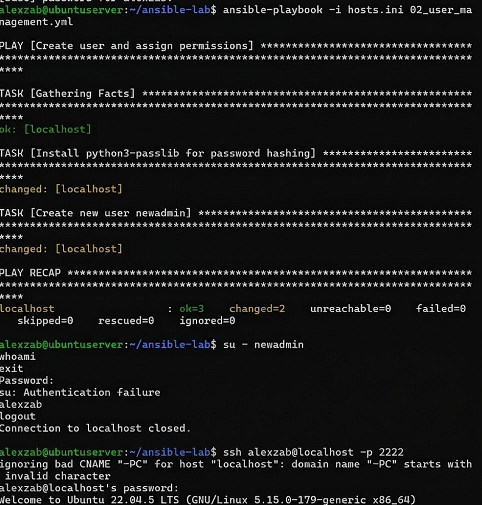 alexzab@ubuntuserver:~/ansible-lab$ ansible-playbook -i hosts.ini 02_user_ma
nagement.yml
PLAY [Create user and assign permissions] **********************************
****************************************************************************
****
TASK [Gathering Facts] *****************************************************
****************************************************************************
****
ok: [localhost]
TASK [Install python3-passlib for password hashing] ************************
****************************************************************************
****
changed: [localhost]
TASK [Create new user newadmin] ********************************************
****************************************************************************
****
changed: [localhost]
PLAY RECAP *****************************************************************
****************************************************************************
****
localhost                  : ok=3    changed=2    unreachable=0    failed=0
   skipped=0    rescued=0    ignored=0
alexzab@ubuntuserver:~/ansible-lab$ su - newadmin
whoami
exit
Password:
su: Authentication failure
alexzab
logout
Connection to localhost closed.
alexzab@ubuntuserver:~/ansible-lab$ ssh alexzab@localhost -p 2222
ignoring bad CNAME "-PC" for host "localhost": domain name "-PC" starts with
 invalid character
alexzab@localhost's password:
Welcome to Ubuntu 22.04.5 LTS (GNU/Linux 5.15.0-179-generic x86_64)